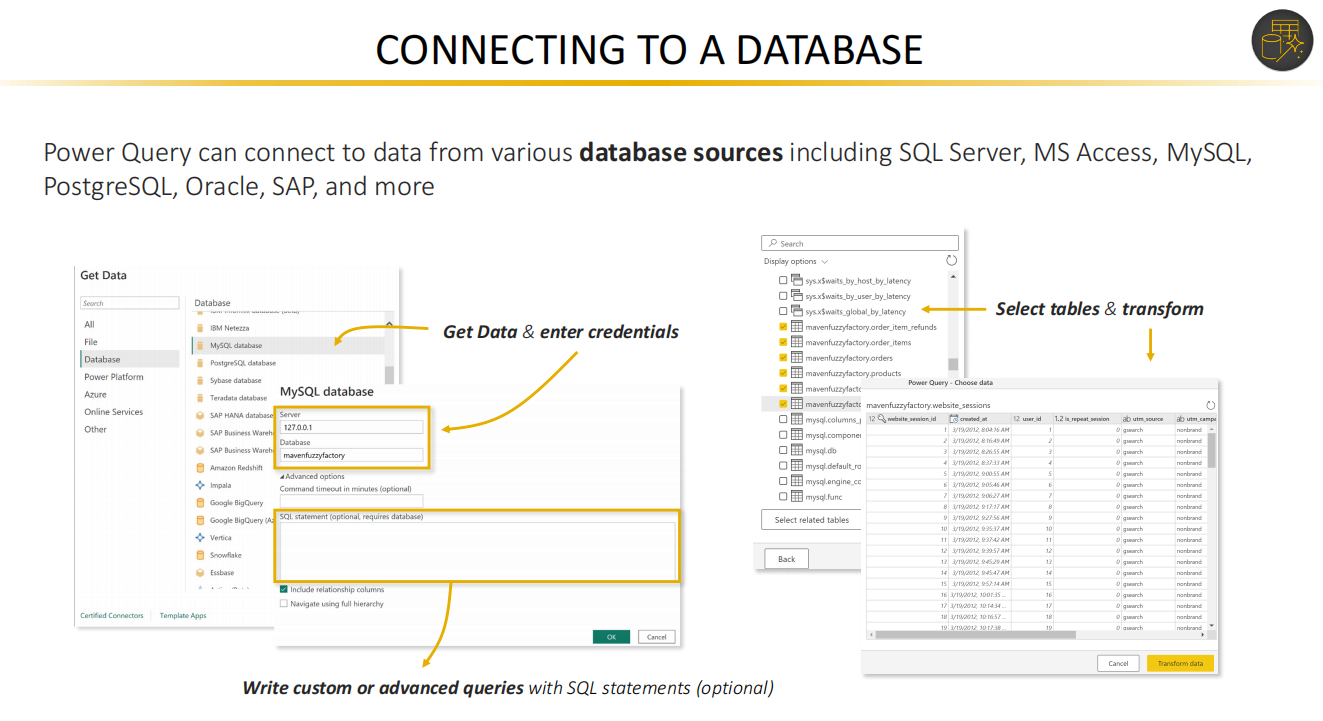 CONNECTING TO A DATABASE
Power Query can connect to data from various database sources including SQL Server, MS Access, MySQL,
PostgreSQL, Oracle, SAP, and more
Get Data
Search
All
File
Database
Power Platform
Azure
Online Services
Other
Database
IBM Netezza
MySQL database
PostgreSQL database
Sybase database
Teradata database
SAP HANA database
SAP Business Wareh
SAP Business Wareh
Amazon Redshift
Impala
Google BigQuery
Google BigQuery (Az
Vertica
Snowflake
Essbase
Certified Connectors
Template Apps
Get Data & enter credentials
MySQL database
Server
127.0.0.1
Database
mavenfuzzyfactory
Advanced options
Command timeout in minutes (optional)
SQL statement (optional, requires database)
Include relationship columns
Navigate using full hierarchy
OK
Cancel
Write custom or advanced queries with SQL statements (optional)
Search
Display options
sys.x$waits_by_host_by_latency
sys.x$waits_by_user_by_latency
sys.x$waits_global_by_latency
mavenfuzzyfactory.order_item_refunds
mavenfuzzyfactory.order_items
mavenfuzzyfactory.orders
mavenfuzzyfactory.products
mavenfuzzyfacto
mavenfuzzyfacto
mysql.columns_p
mysql.compone
mysql.db
mysql.default_ro
mysql.engine_co
mysql.func
Select related tables
Back
Select tables & transform
Power Query - Choose data
mavenfuzzyfactory.website_sessions
website_session_id created_at user_id is_repeat_session utm_source utm_campa
1 3/19/2012, 8:04:16 AM 1 0 gsearch nonbrand
2 3/19/2012, 8:16:49 AM 2 0 gsearch nonbrand
3 3/19/2012, 8:26:55 AM 3 0 gsearch nonbrand
4 3/19/2012, 8:37:33 AM 4 0 gsearch nonbrand
5 3/19/2012, 9:00:55 AM 5 0 gsearch nonbrand
6 3/19/2012, 9:05:46 AM 6 0 gsearch nonbrand
7 3/19/2012, 9:06:27 AM 7 0 gsearch nonbrand
8 3/19/2012, 9:17:17 AM 8 0 gsearch nonbrand
9 3/19/2012, 9:27:56 AM 9 0 gsearch nonbrand
10 3/19/2012, 9:35:37 AM 10 0 gsearch nonbrand
11 3/19/2012, 9:37:42 AM 11 0 gsearch nonbrand
12 3/19/2012, 9:39:57 AM 12 0 gsearch nonbrand
13 3/19/2012, 9:45:29 AM 13 0 gsearch nonbrand
14 3/19/2012, 9:45:47 AM 14 0 gsearch nonbrand
15 3/19/2012, 9:57:14 AM 15 0 gsearch nonbrand
16 3/19/2012, 10:01:35 ... 16 0 gsearch nonbrand
17 3/19/2012, 10:14:34 ... 17 0 gsearch nonbrand
18 3/19/2012, 10:16:57 ... 18 0 gsearch nonbrand
19 3/19/2012, 10:17:38 ... 19 0 gsearch nonbrand
Cancel
Transform data